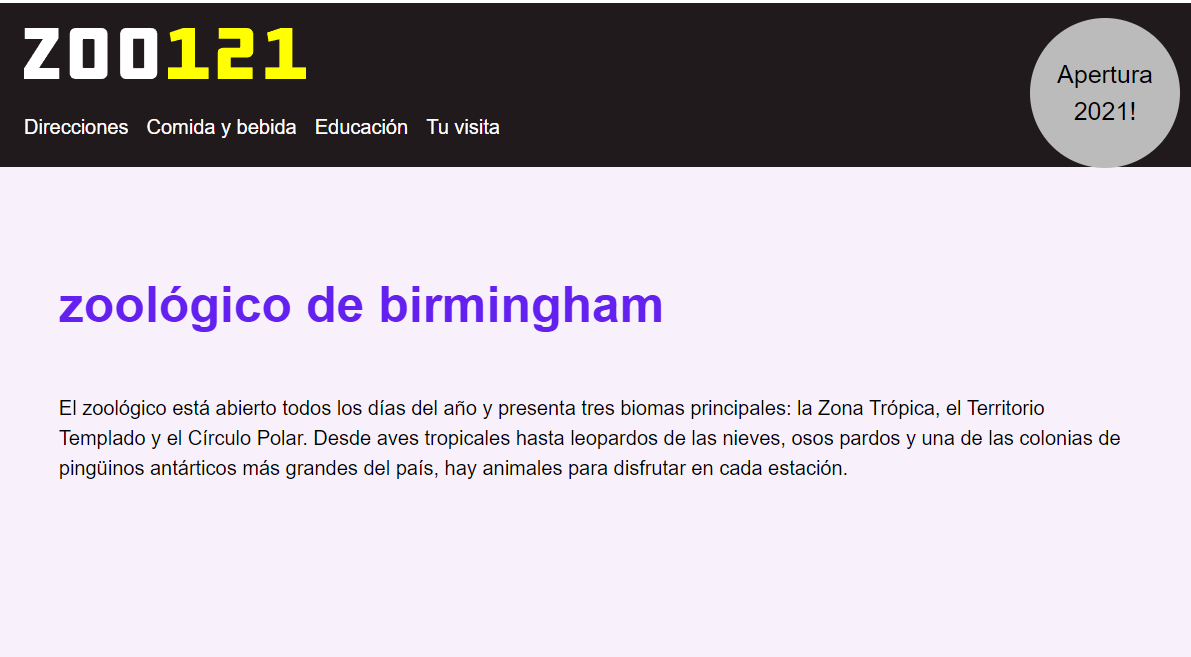 ZOO121
Direcciones Comida y bebida Educación Tu visita
Apertura
2021!
zoológico de birmingham
El zoológico está abierto todos los días del año y presenta tres biomas principales: la Zona Trópica, el Territorio
Templado y el Círculo Polar. Desde aves tropicales hasta leopardos de las nieves, osos pardos y una de las colonias de
pingüinos antárticos más grandes del país, hay animales para disfrutar en cada estación.